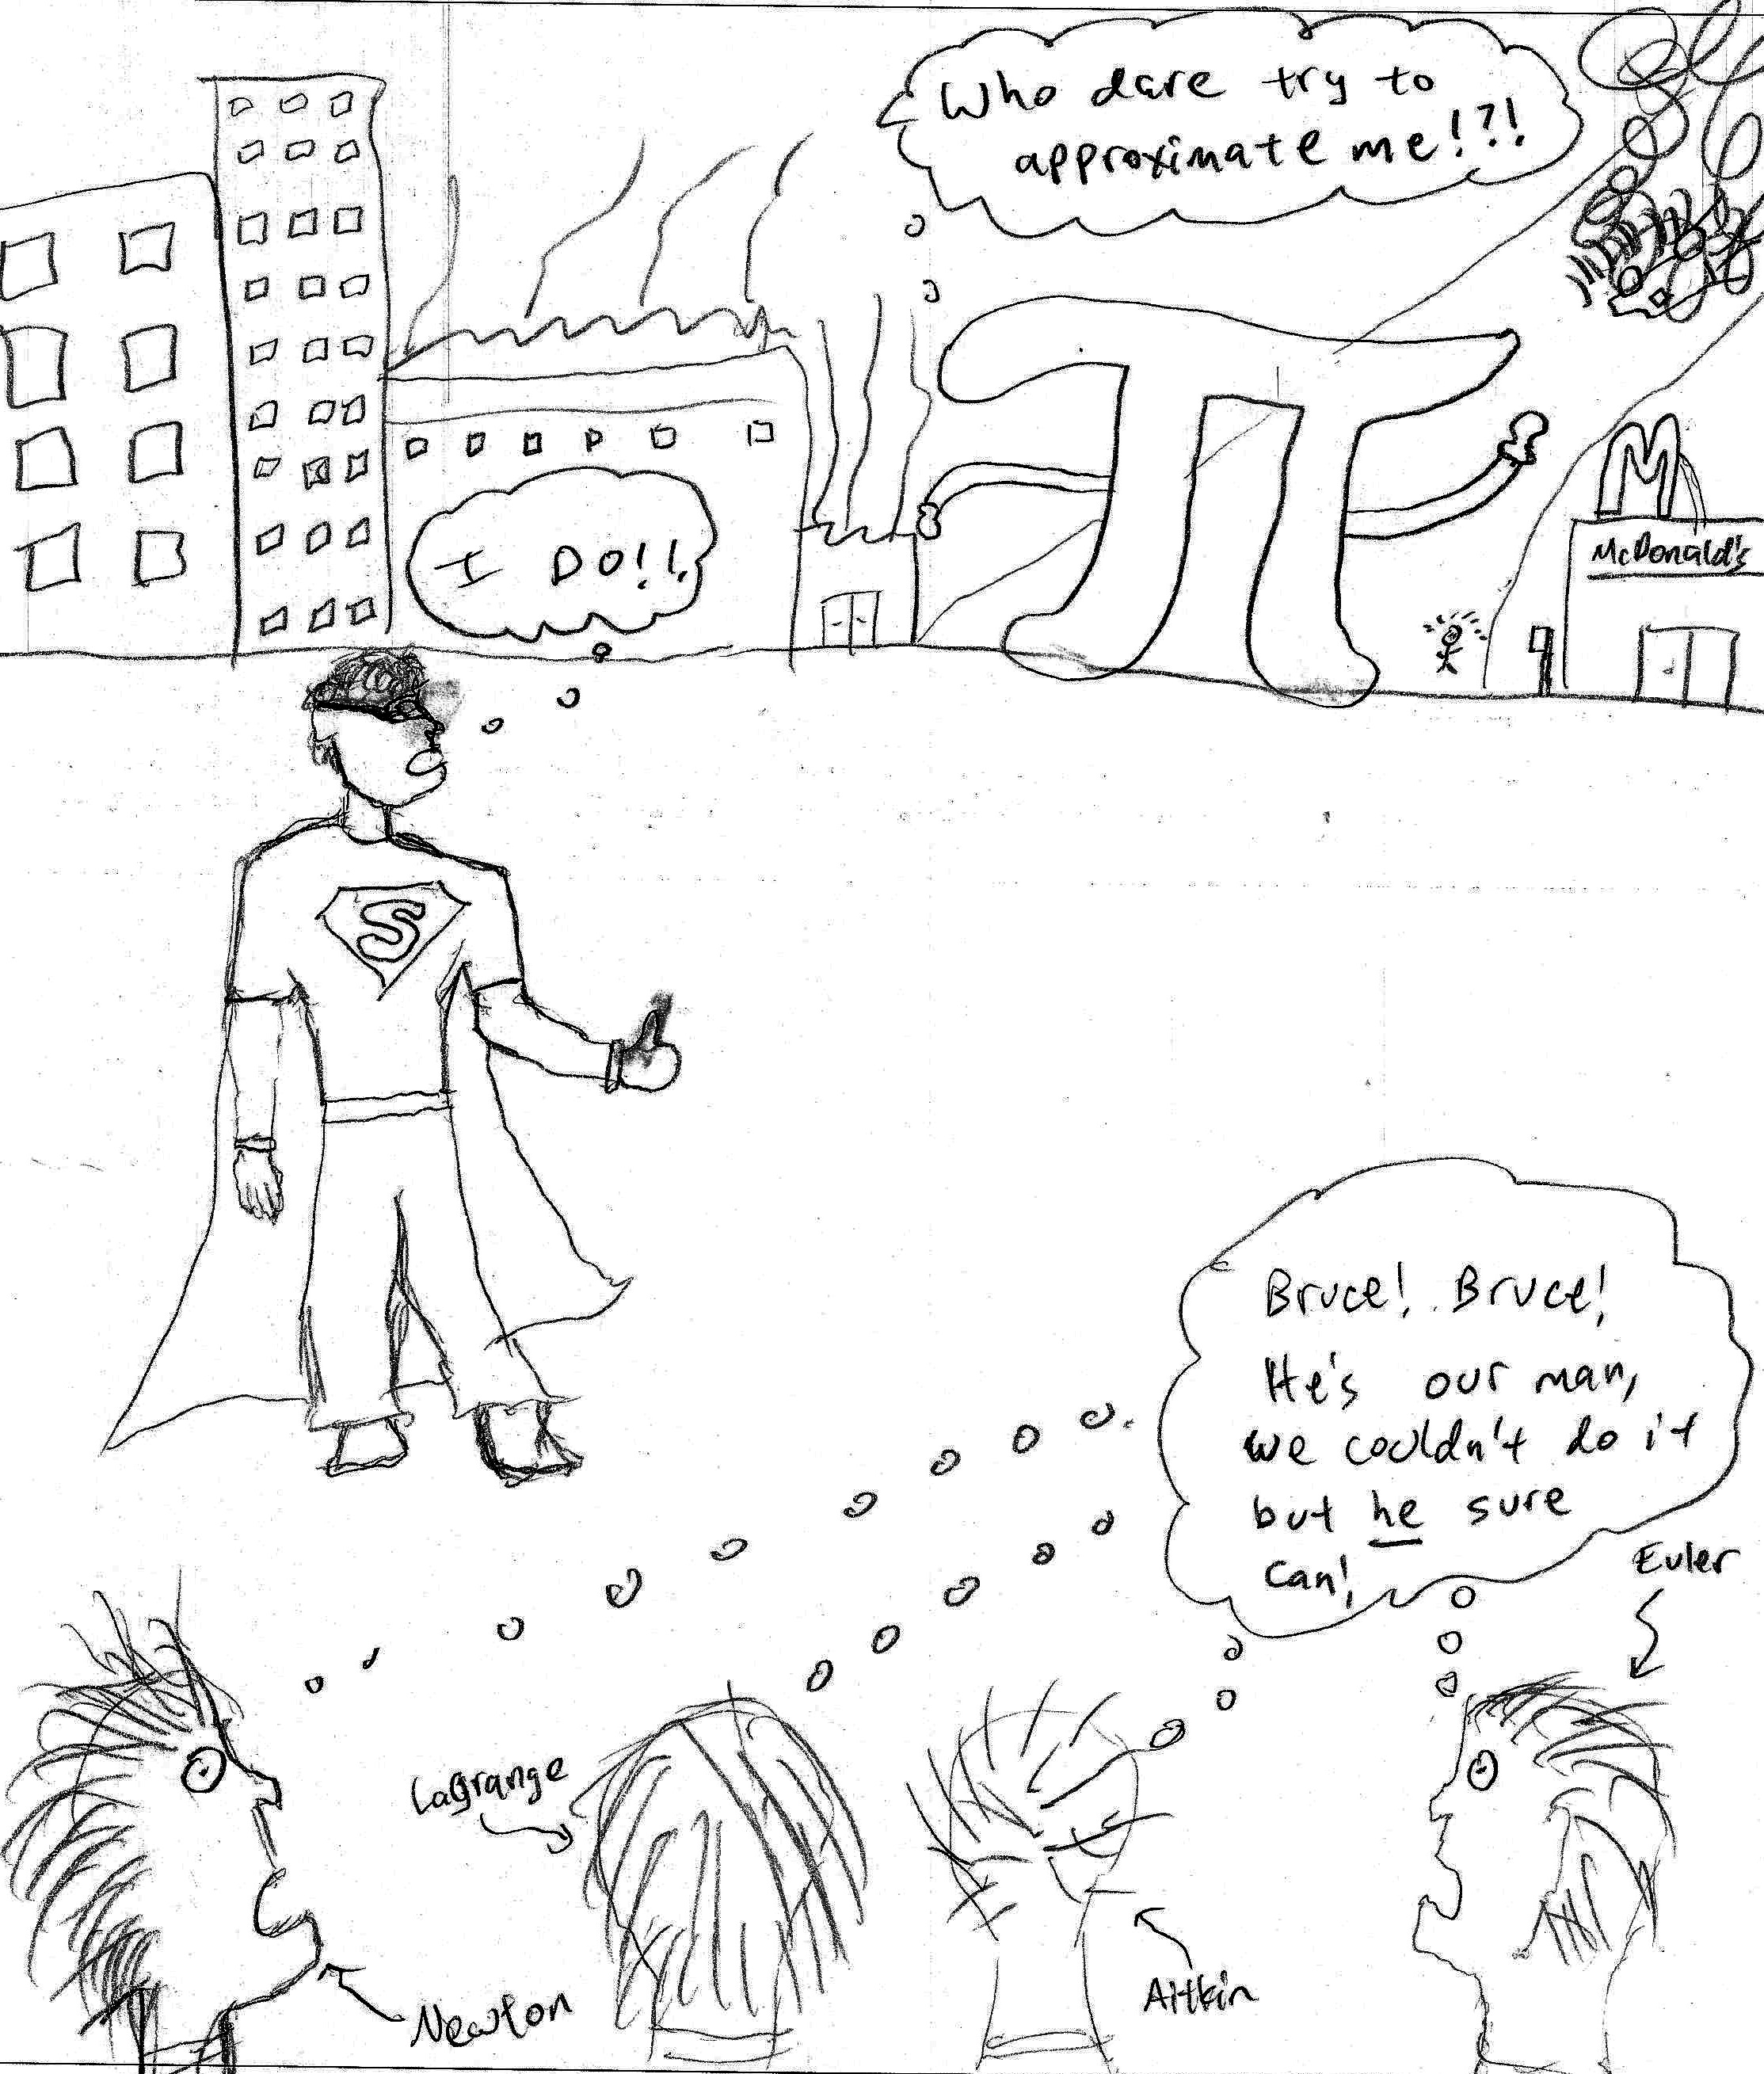 Who dare try to
approximate me!?!
I DO!!
M
McDonald's
S
Bruce! Bruce!
He's our man,
we couldn't do it
but he sure
can!
Euler
LaGrange
Newton
Aitkin